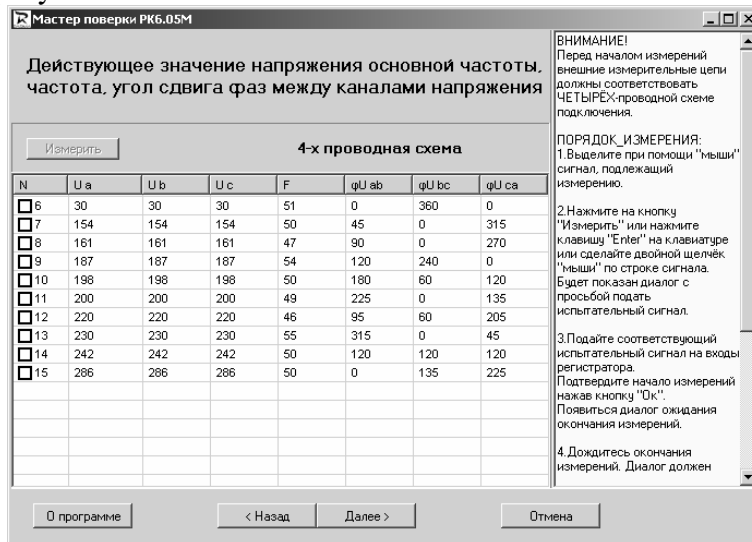 Мастер поверки РК6.05М
Действующее значение напряжения основной частоты,
частота, угол сдвига фаз между каналами напряжения
Измерить
4-х проводная схема
N U a U b U c F φU ab φU bc φU ca
6 30 30 30 51 0 360 0
7 154 154 154 50 45 0 315
8 161 161 161 47 90 0 270
9 187 187 187 54 120 240 0
10 198 198 198 50 180 60 120
11 200 200 200 49 225 0 135
12 220 220 220 46 95 60 205
13 230 230 230 55 315 0 45
14 242 242 242 50 120 120 120
15 286 286 286 50 0 135 225
ВНИМАНИЕ!
Перед началом измерений
внешние измерительные цепи
должны соответствовать
ЧЕТЫРЁХ-проводной схеме
подключения.
ПОРЯДОК_ИЗМЕРЕНИЯ:
1.Выделите при помощи "мыши"
сигнал, подлежащий
измерению.
2.Нажмите на кнопку
"Измерить" или нажмите
клавишу "Enter" на клавиатуре
или сделайте двойной щелчёк
"мыши" по строке сигнала.
Будет показан диалог с
просьбой подать
испытательный сигнал.
3.Подайте соответствующий
испытательный сигнал на входы
регистратора.
Подтвердите начало измерений
нажав кнопку "Ок".
Появиться диалог ожидания
окончания измерений.
4.Дождитесь окончания
измерений. Диалог должен
О программе
< Назад
Далее >
Отмена